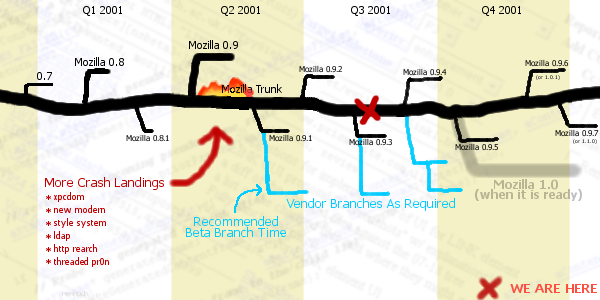 Q1 2001
Q2 2001
Q3 2001
Q4 2001
0.7
Mozilla 0.8
Mozilla 0.9
Mozilla Trunk
Mozilla 0.9.2
Mozilla 0.9.4
Mozilla 0.9.6
(or 1.0.1)
Mozilla 0.8.1
Mozilla 0.9.1
Mozilla 0.9.3
Mozilla 0.9.5
Mozilla 0.9.7
(or 1.1.0)
Mozilla 1.0
(when it is ready)
More Crash Landings
* xpcdom
* new modem
* style system
* ldap
* http rearch
* threaded pr0n
Recommended
Beta Branch Time
Vendor Branches As Required
WE ARE HERE